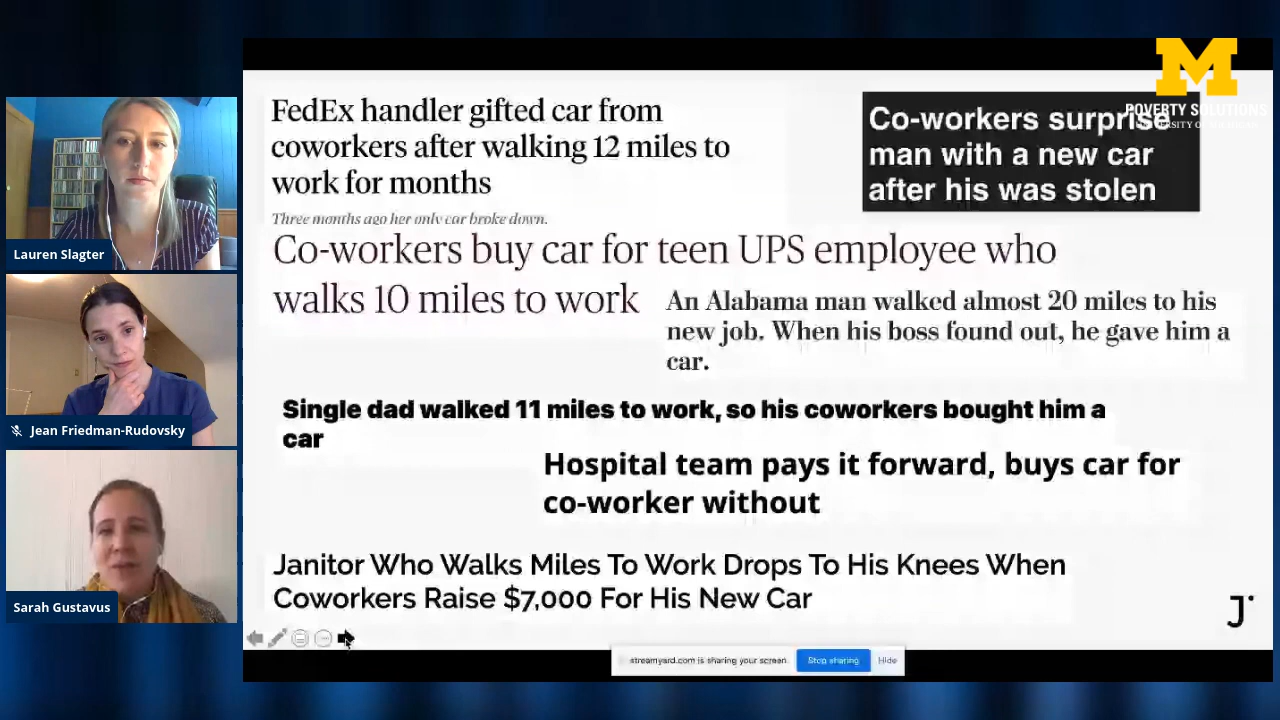 Lauren Slagter
Jean Friedman-Rudovsky
Sarah Gustavus
FedEx handler gifted car from
coworkers after walking 12 miles to
work for months
Three months ago her only car broke down.
Co-workers surprise
man with a new car
after his was stolen
M
POVERTY SOLUTIONS
UNIVERSITY OF
Co-workers buy car for teen UPS employee who
walks 10 miles to work
An Alabama man walked almost 20 miles to his
new job. When his boss found out, he gave him a
car.
Single dad walked 11 miles to work, so his coworkers bought him a
car
Hospital team pays it forward, buys car for
co-worker without
Janitor Who Walks Miles To Work Drops To His Knees When
Coworkers Raise $7,000 For His New Car
J
streamyard.com is sharing your screen.
Stop sharing
Hide